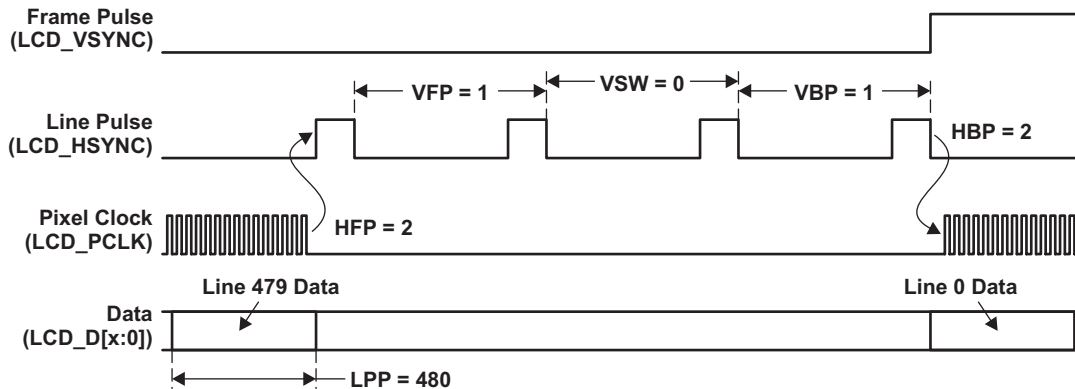 Frame Pulse
(LCD_VSYNC)
VFP = 1
VSW = 0
VBP = 1
Line Pulse
(LCD_HSYNC)
HBP = 2
Pixel Clock
(LCD_PCLK)
HFP = 2
Line 479 Data
Line 0 Data
Data
(LCD_D[x:0])
LPP = 480